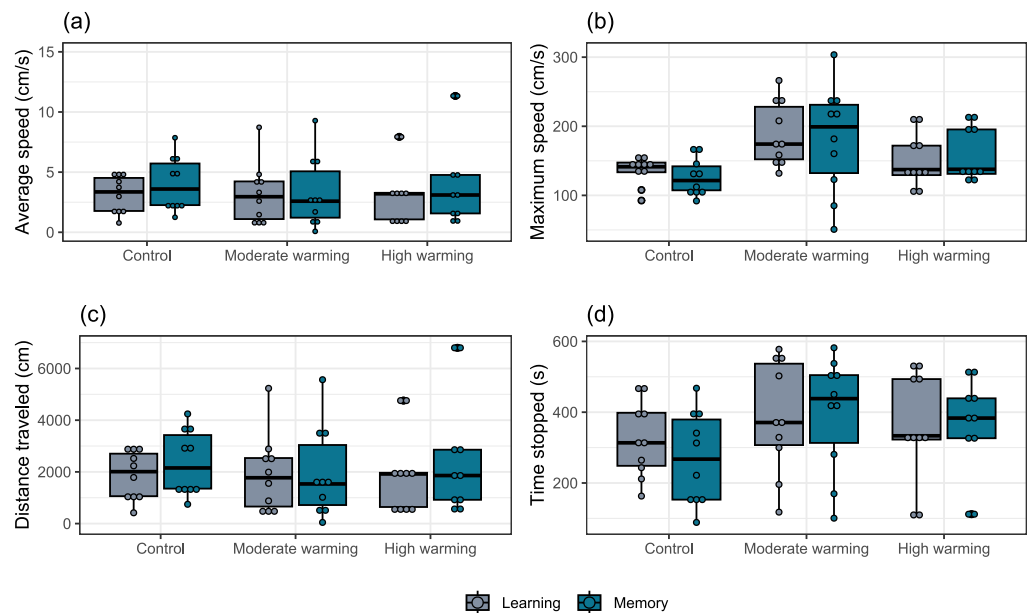 (a)
(b)
Average speed (cm/s)
15
10
5
0
Control
Moderate warming
High warming
Maximum speed (cm/s)
300
200
100
Control
Moderate warming
High warming
(c)
(d)
Distance traveled (cm)
6000
4000
2000
0
Control
Moderate warming
High warming
Time stopped (s)
600
400
200
Control
Moderate warming
High warming
Learning
Memory